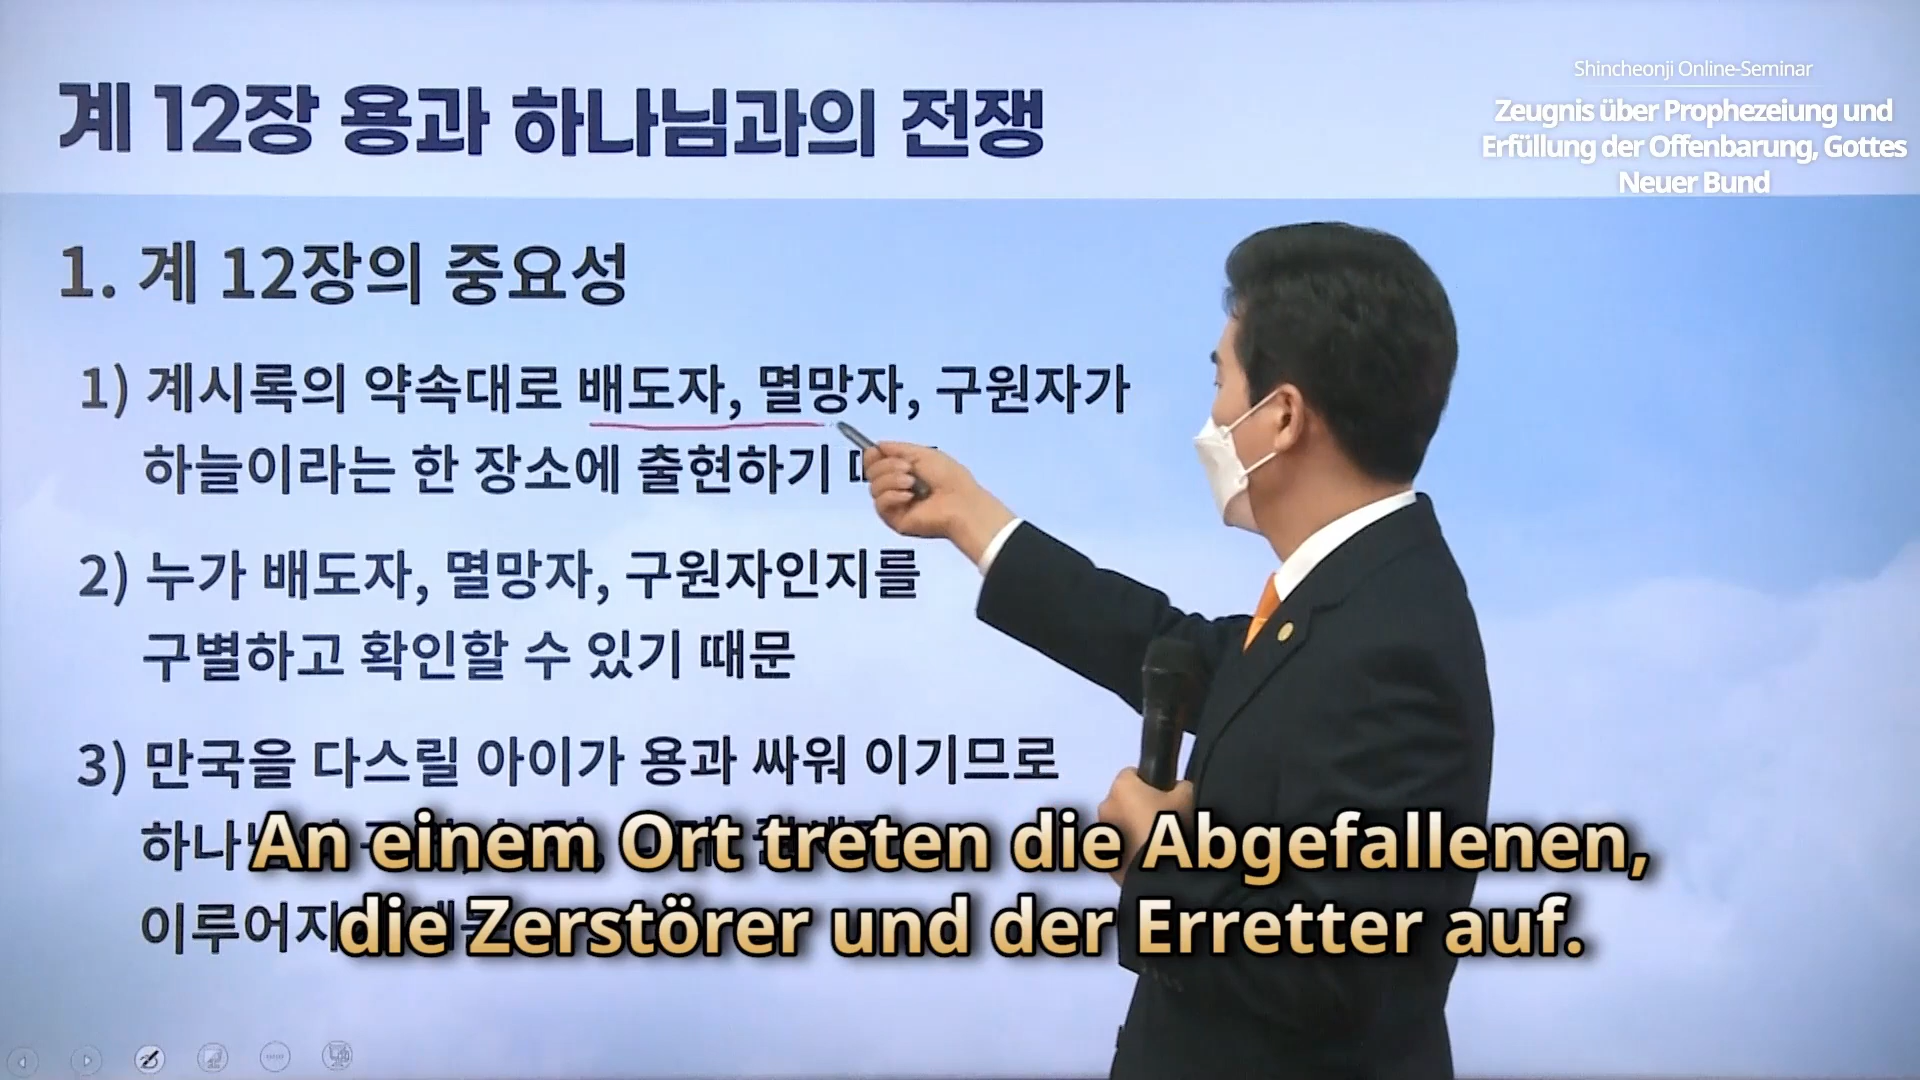 계 12장 용과 하나님과의 전쟁
Shincheonji Online-Seminar
Zeugnis über Prophezeiung und
Erfüllung der Offenbarung, Gottes
Neuer Bund
1. 계 12장의 중요성
1) 계시록의 약속대로 배도자, 멸망자, 구원자가
하늘이라는 한 장소에 출현하기
2) 누가 배도자, 멸망자, 구원자인지를
구별하고 확인할 수 있기 때문
3) 만국을 다스릴 아이가 용과 싸워 이기므로
하나
이루어지
An einem Ort treten die Abgefallenen,
die Zerstörer und der Erretter auf.